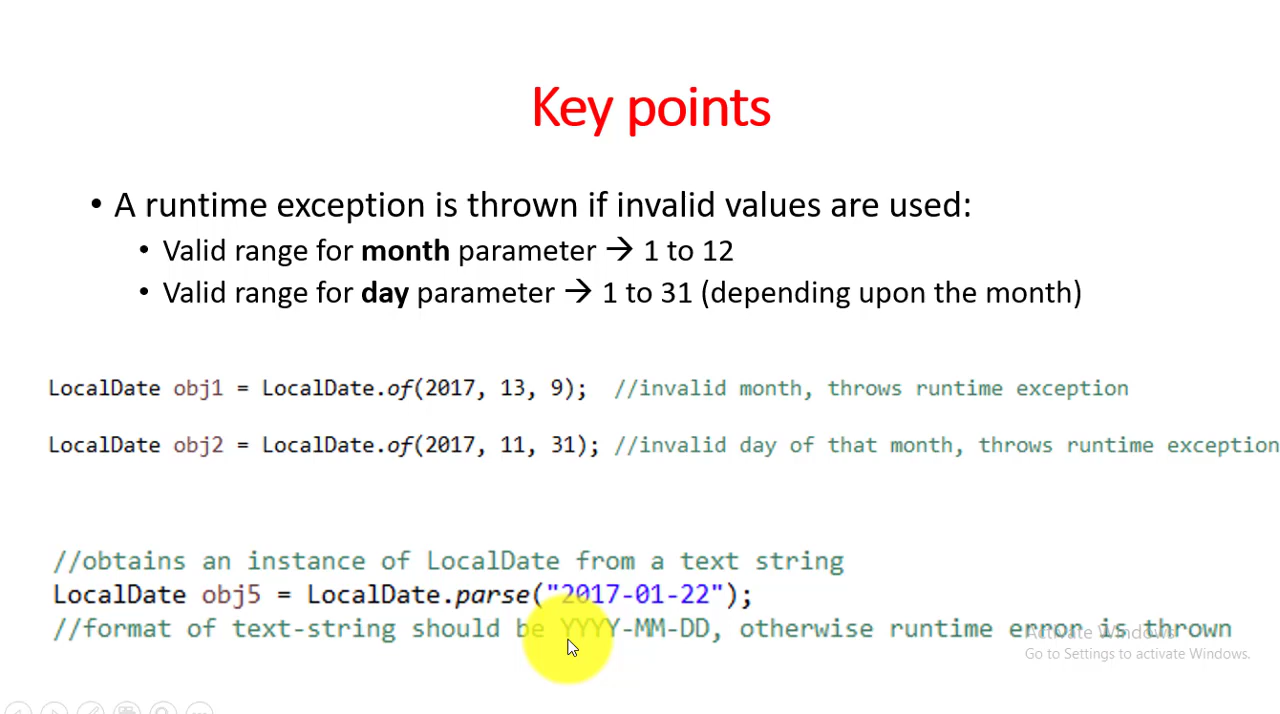 Key points
• A runtime exception is thrown if invalid values are used:
• Valid range for month parameter → 1 to 12
• Valid range for day parameter → 1 to 31 (depending upon the month)
LocalDate obj1 = LocalDate.of(2017, 13, 9); //invalid month, throws runtime exception
LocalDate obj2 = LocalDate.of(2017, 11, 31); //invalid day of that month, throws runtime exception
//obtains an instance of LocalDate from a text string
LocalDate obj5 = LocalDate.parse("2017-01-22");
//format of text-string should be YYYY-MM-DD, otherwise runtime error is thrown
Activate Windows
Go to Settings to activate Windows.